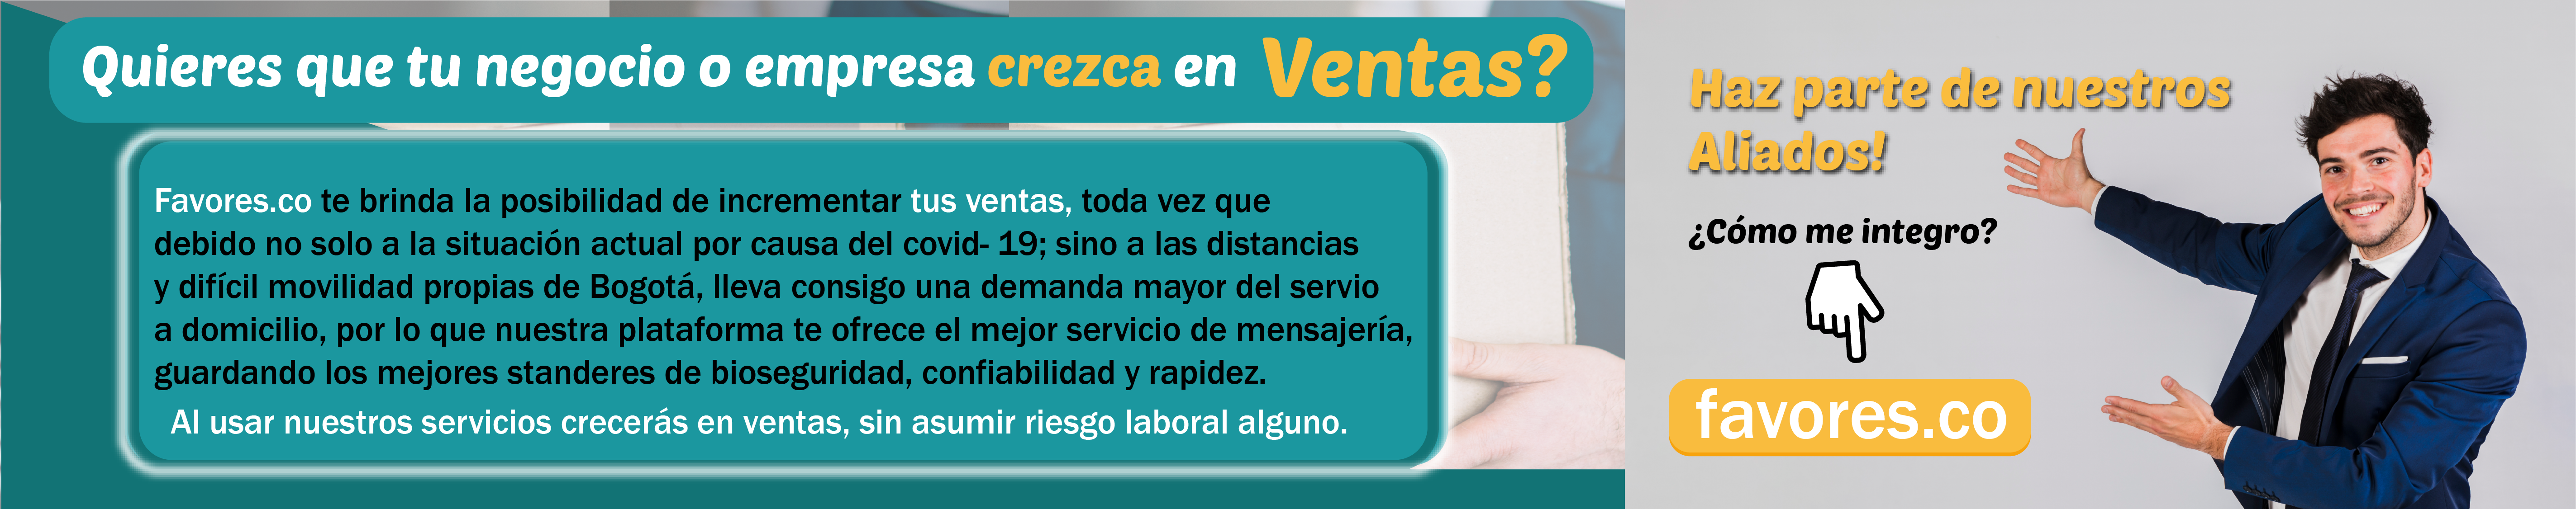 Quieres que tu negocio o empresa crezca en Ventas?
Favores.co te brinda la posibilidad de incrementar tus ventas, toda vez que
debido no solo a la situación actual por causa del covid- 19; sino a las distancias
y difícil movilidad propias de Bogotá, lleva consigo una demanda mayor del servio
a domicilio, por lo que nuestra plataforma te ofrece el mejor servicio de mensajería,
guardando los mejores standeres de bioseguridad, confiabilidad y rapidez.
Al usar nuestros servicios crecerás en ventas, sin asumir riesgo laboral alguno.
Haz parte de nuestros
Aliados!
¿Cómo me integro?
favores.co